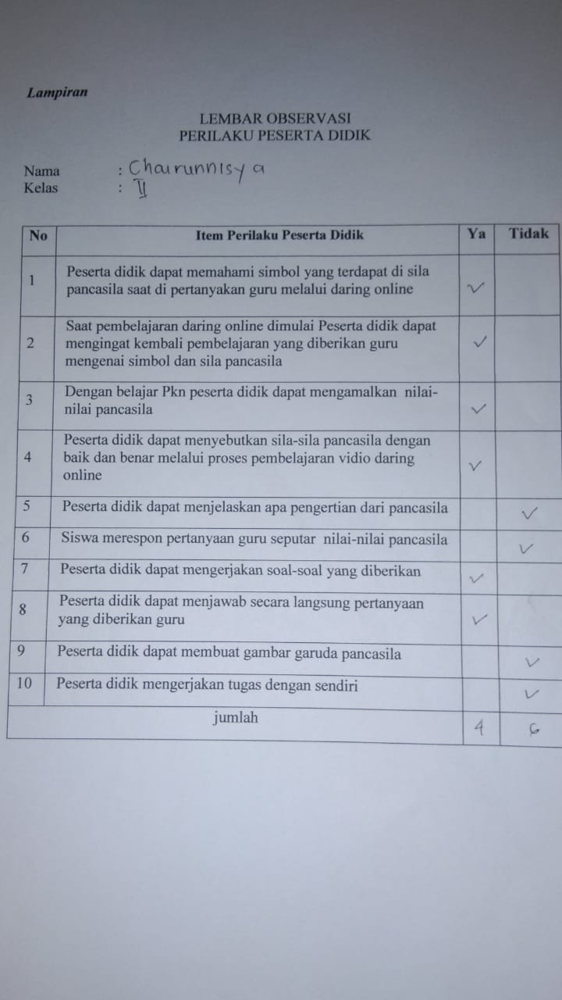 Lampiran
LEMBAR OBSERVASI
PERILAKU PESERTA DIDIK
Nama : Chairunnisya
Kelas : II
No Item Perilaku Peserta Didik Ya Tidak
1 Peserta didik dapat memahami simbol yang terdapat di sila
pancasila saat di pertanyakan guru melalui daring online ✓
2 Saat pembelajaran daring online dimulai Peserta didik dapat
mengingat kembali pembelajaran yang diberikan guru ✓
mengenai simbol dan sila pancasila
3 Dengan belajar Pkn peserta didik dapat mengamalkan nilai-
nilai pancasila ✓
4 Peserta didik dapat menyebutkan sila-sila pancasila dengan
baik dan benar melalui proses pembelajaran vidio daring ✓
online
5 Peserta didik dapat menjelaskan apa pengertian dari pancasila ✓
6 Siswa merespon pertanyaan guru seputar nilai-nilai pancasila ✓
7 Peserta didik dapat mengerjakan soal-soal yang diberikan ✓
8 Peserta didik dapat menjawab secara langsung pertanyaan
yang diberikan guru ✓
9 Peserta didik dapat membuat gambar garuda pancasila ✓
10 Peserta didik mengerjakan tugas dengan sendiri ✓
jumlah 4 6